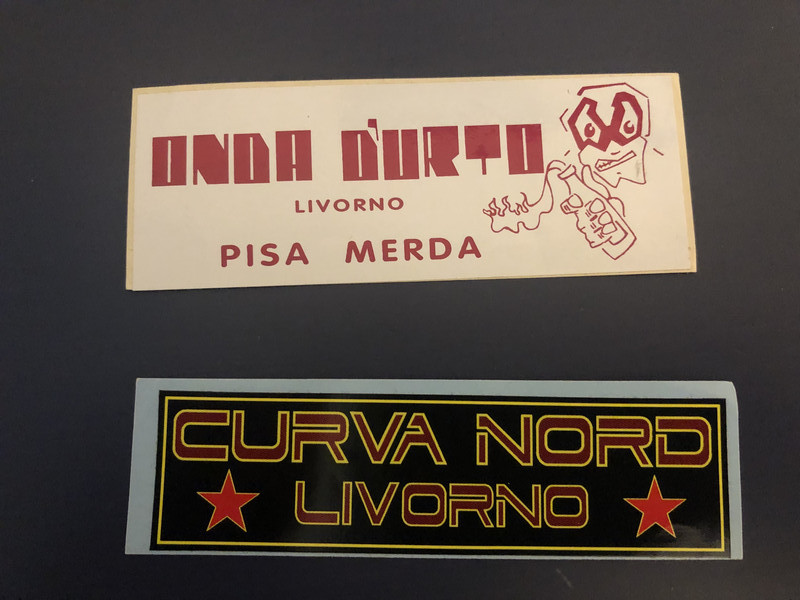 ONDA D'URTO
LIVORNO
PISA MERDA
CURVA NORD
LIVORNO